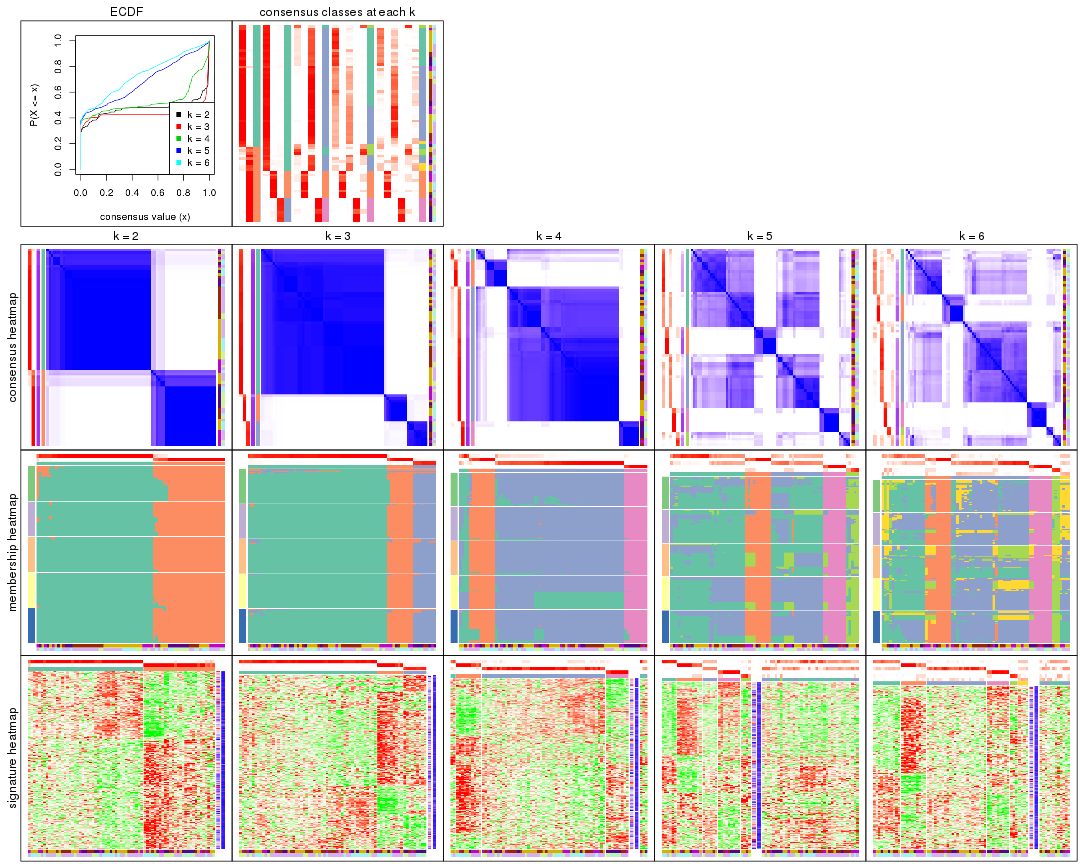 ECDF
consensus classes at each k
P(X <= x)
0.0 0.2 0.4 0.6 0.8 1.0
k = 2
k = 3
k = 4
k = 5
k = 6
0.0 0.2 0.4 0.6 0.8 1.0
consensus value (x)
k = 2 k = 3 k = 4 k = 5 k = 6
consensus heatmap
membership heatmap
signature heatmap